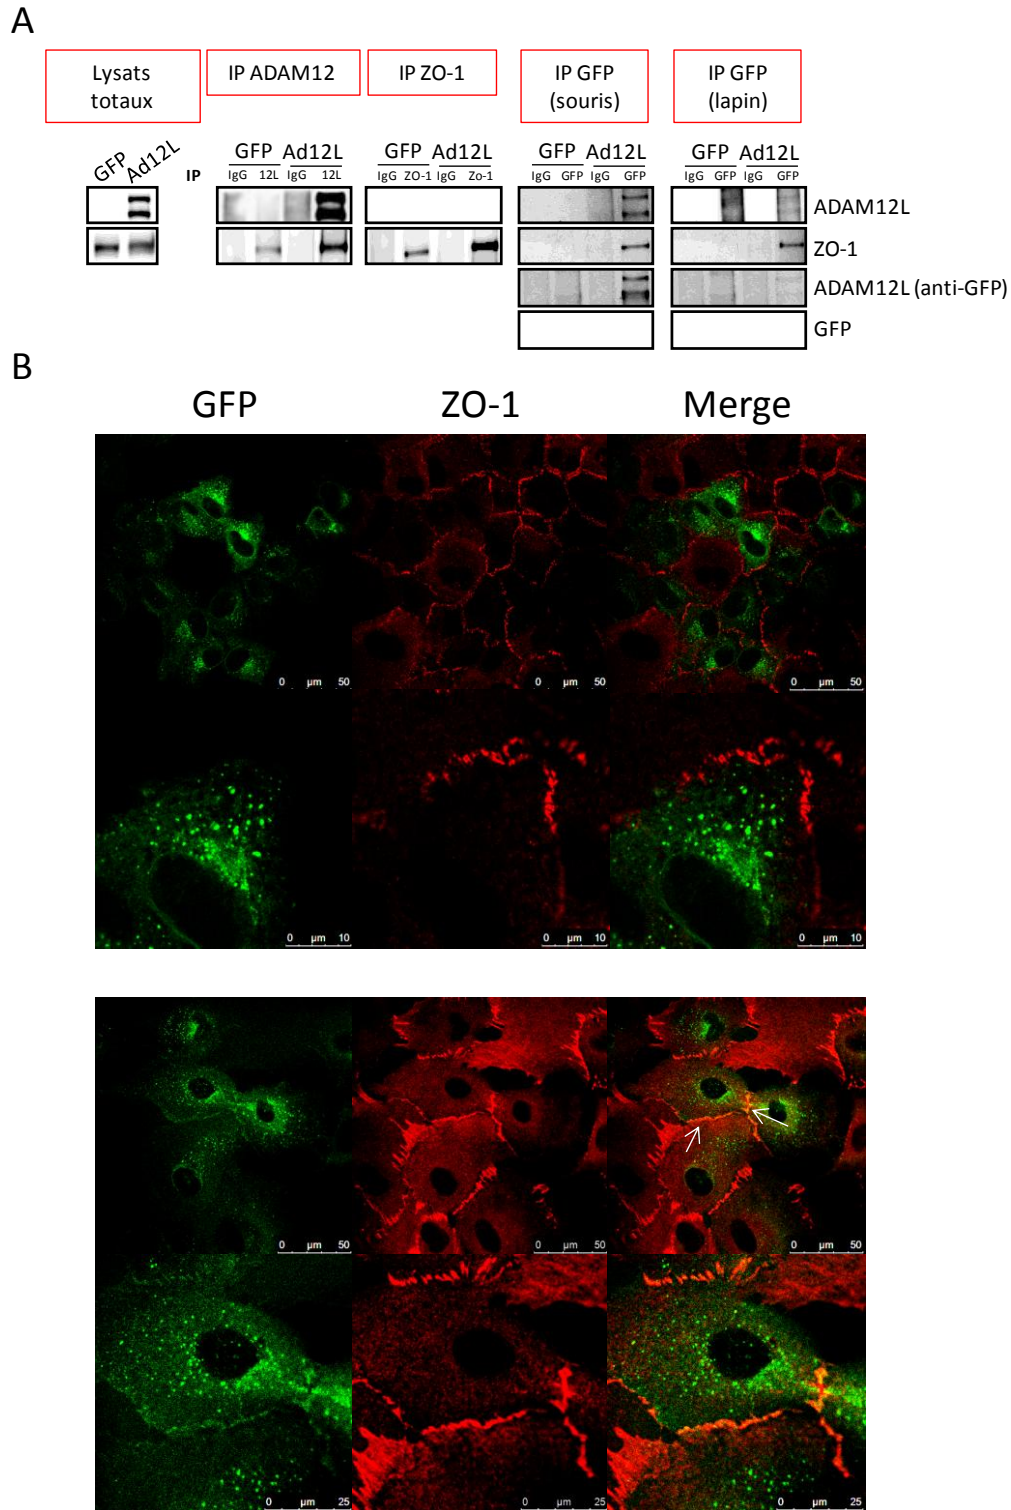 A
Lysats
totaux
IP ADAM12
IP ZO-1
IP GFP
(souris)
IP GFP
(lapin)
GFP Ad12L
IP
GFP Ad12L
IgG 12L IgG 12L
GFP Ad12L
IgG ZO-1 IgG Zo-1
GFP Ad12L
IgG GFP IgG GFP
GFP Ad12L
IgG GFP IgG GFP
ADAM12L
ZO-1
ADAM12L (anti-GFP)
GFP
B
GFP ZO-1 Merge
0 µm 50 0 µm 50 0 µm 50
0 µm 10 0 µm 10 0 µm 10
0 µm 50 0 µm 50 0 µm 50
0 µm 25 0 µm 25 0 µm 25